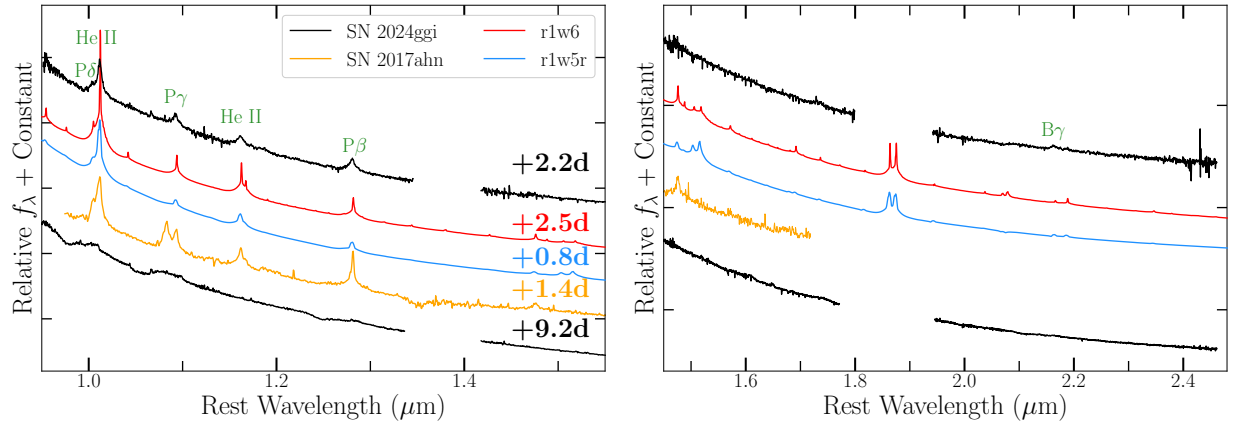 He II
SN 2024ggi
r1w6
SN 2017ahn
r1w5r
Pδ
Pγ
He II
Pβ
+2.2d
+2.5d
+0.8d
+1.4d
+9.2d
1.0
1.2
1.4
Rest Wavelength (μm)
Relative fλ + Constant
Bγ
1.6
1.8
2.0
2.2
2.4
Rest Wavelength (μm)
Relative fλ + Constant